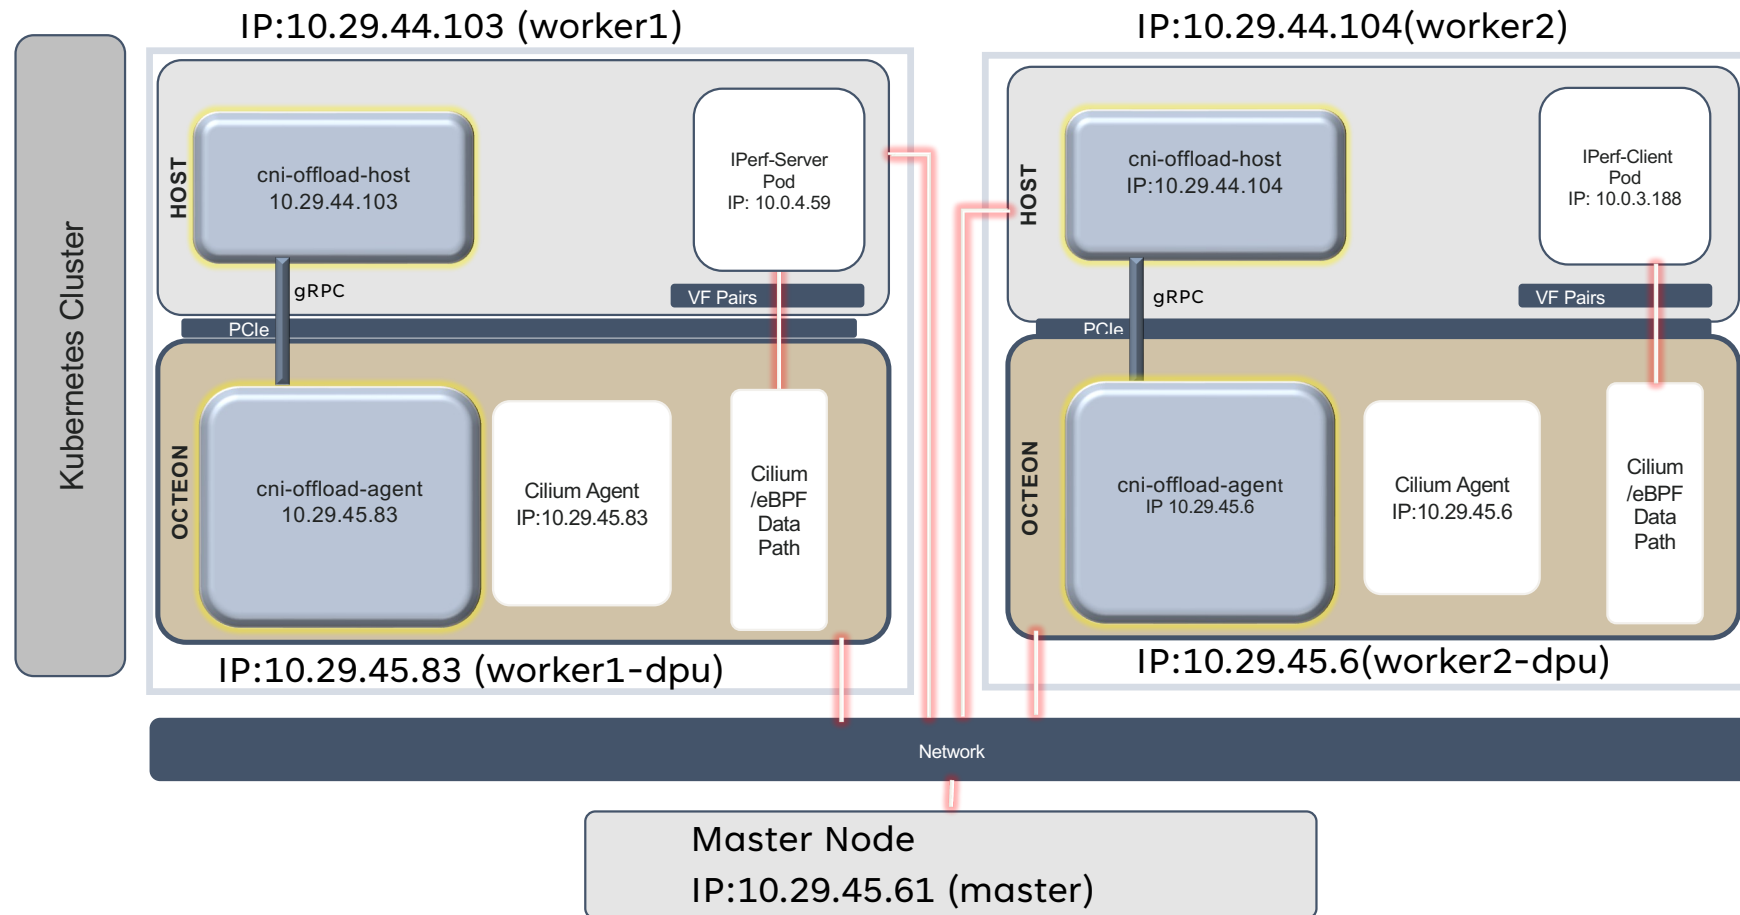 IP:10.29.44.103 (worker1)
IP:10.29.44.104(worker2)
Kubernetes Cluster
HOST
cni-offload-host
10.29.44.103
IPerf-Server
Pod
IP: 10.0.4.59
gRPC
VF Pairs
PCIe
OCTEON
cni-offload-agent
10.29.45.83
Cilium Agent
IP:10.29.45.83
Cilium
/eBPF
Data
Path
IP:10.29.45.83 (worker1-dpu)
HOST
cni-offload-host
IP:10.29.44.104
IPerf-Client
Pod
IP: 10.0.3.188
gRPC
VF Pairs
PCIe
OCTEON
cni-offload-agent
IP 10.29.45.6
Cilium Agent
IP:10.29.45.6
Cilium
/eBPF
Data
Path
IP:10.29.45.6(worker2-dpu)
Network
Master Node
IP:10.29.45.61 (master)